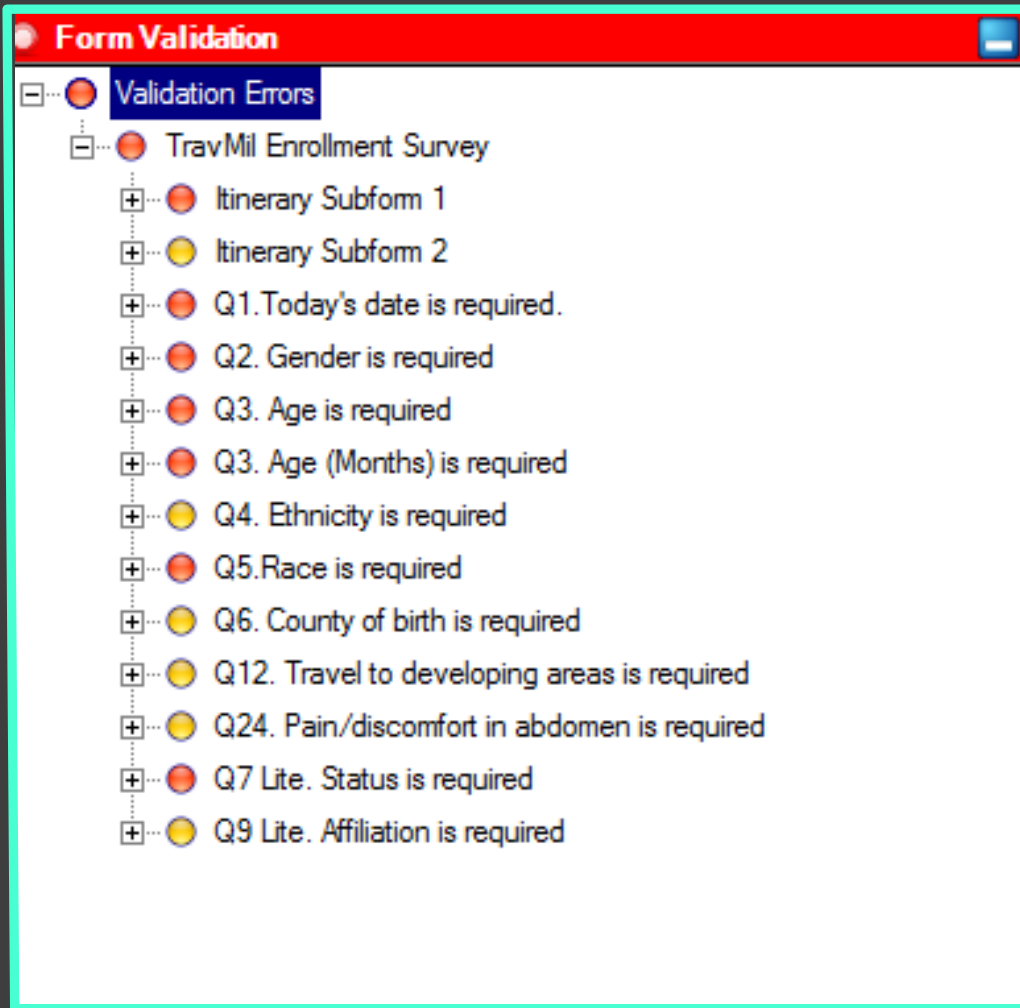 Form Validation
Validation Errors
TravMil Enrollment Survey
Itinerary Subform 1
Itinerary Subform 2
Q1.Today's date is required.
Q2. Gender is required
Q3. Age is required
Q3. Age (Months) is required
Q4. Ethnicity is required
Q5.Race is required
Q6. County of birth is required
Q12. Travel to developing areas is required
Q24. Pain/discomfort in abdomen is required
Q7 Lite. Status is required
Q9 Lite. Affiliation is required